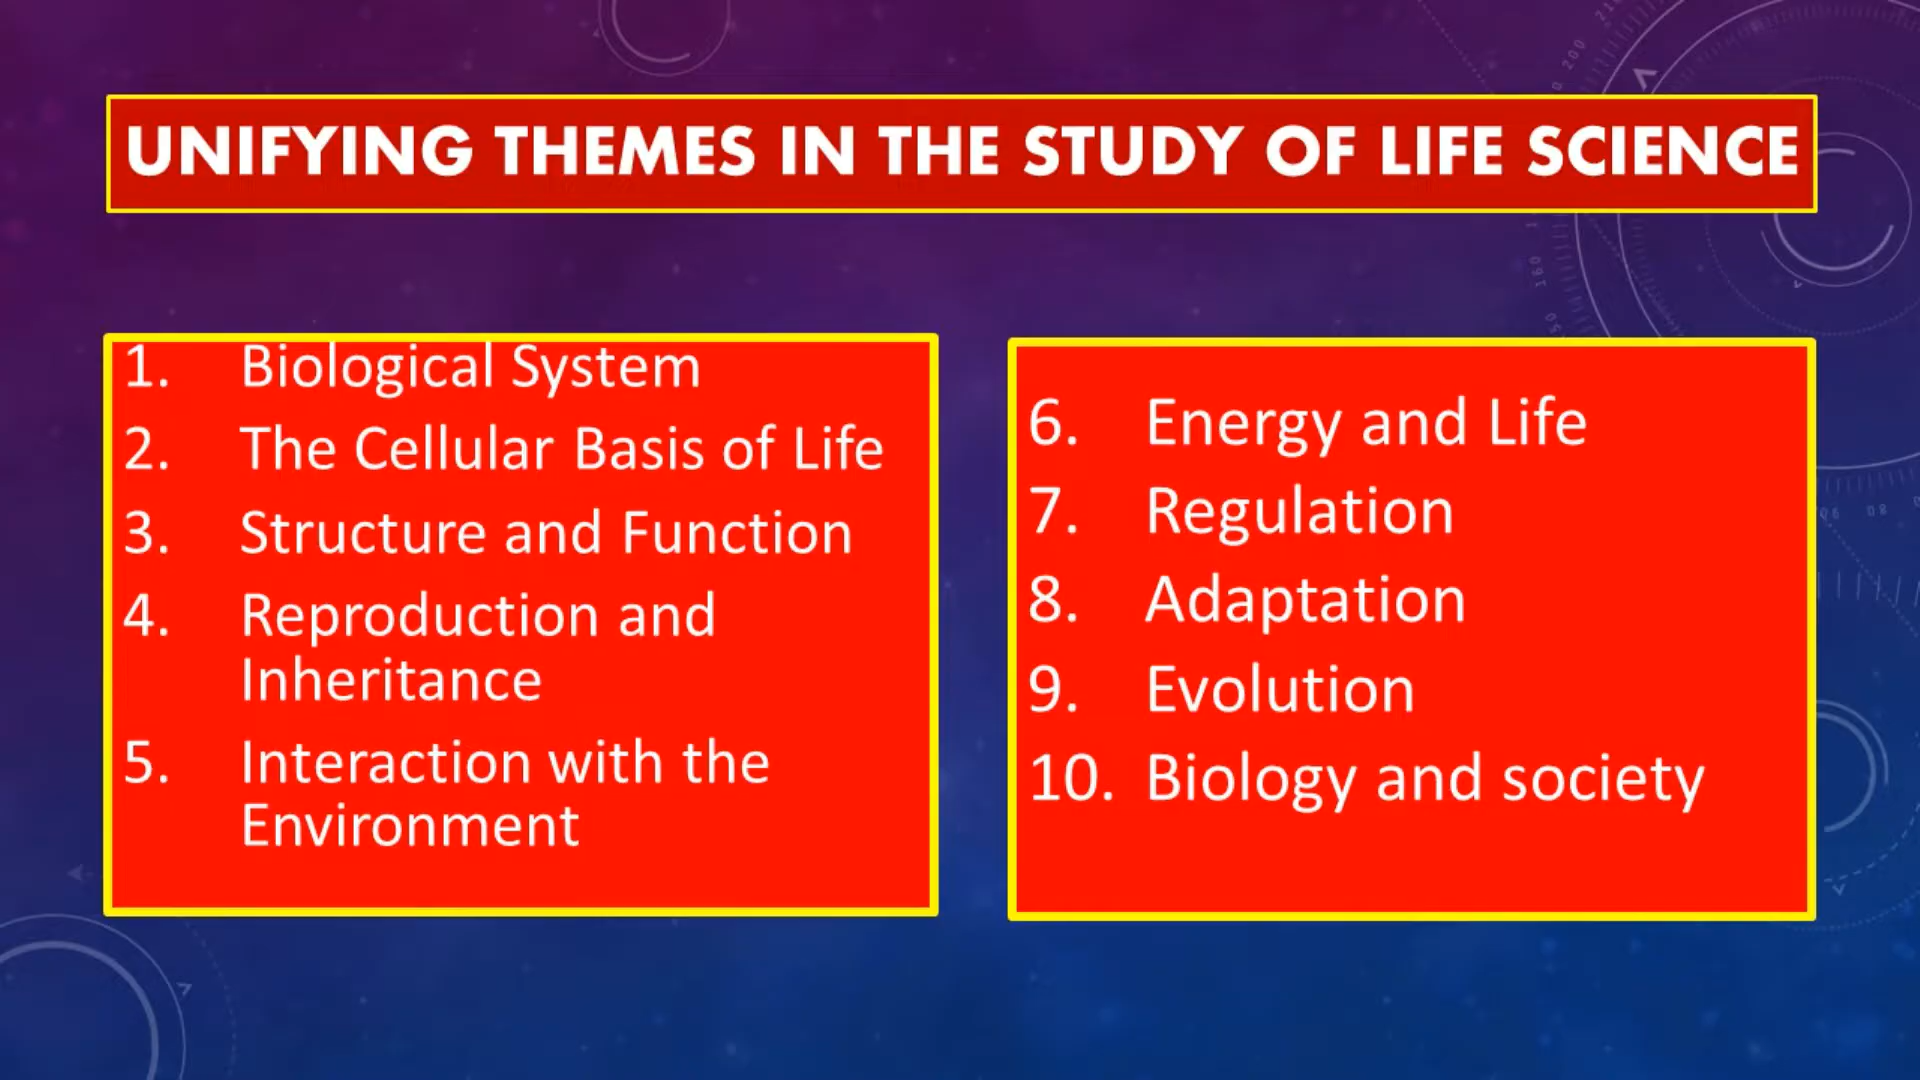 UNIFYING THEMES IN THE STUDY OF LIFE SCIENCE
1. Biological System
2. The Cellular Basis of Life
3. Structure and Function
4. Reproduction and
Inheritance
5. Interaction with the
Environment
6. Energy and Life
7. Regulation
8. Adaptation
9. Evolution
10. Biology and society